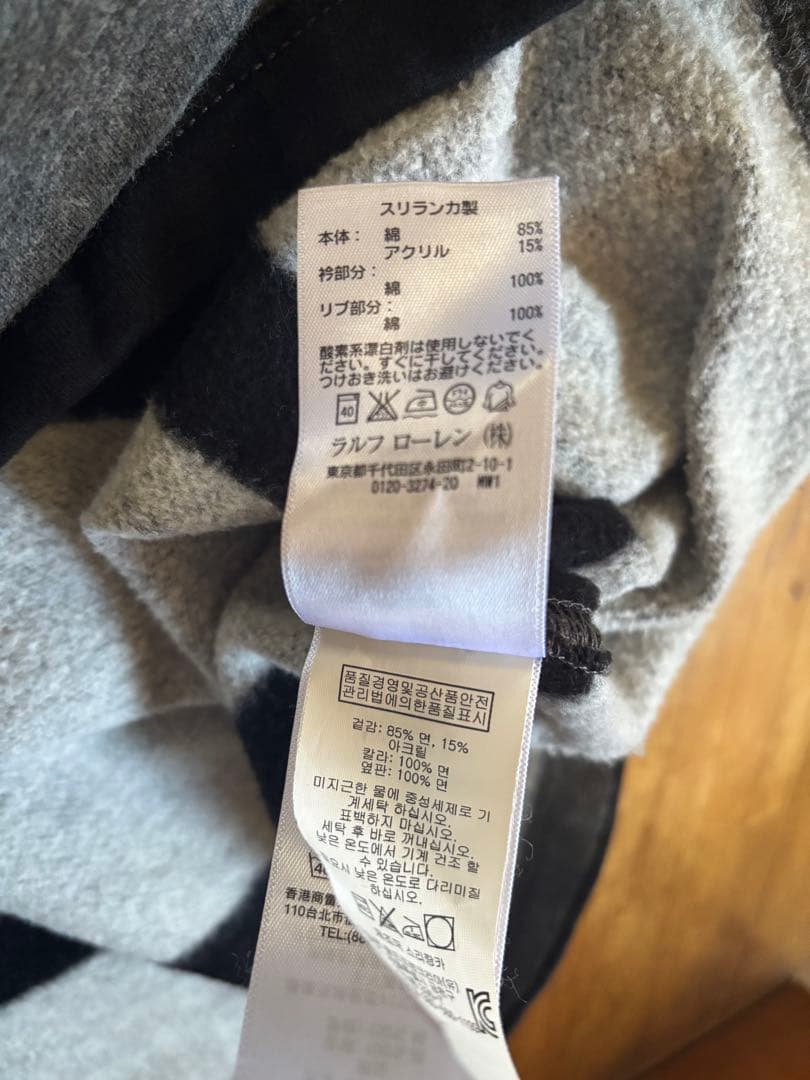 スリランカ製
本体： 綿 85%
アクリル 15%
衿部分：
綿 100%
リブ部分：
綿 100%
酸素系漂白剤は使用しないでく
ださい。すぐに干してください。
つけおき洗いはお避けください。
40
ラルフ ローレン (株)
東京都千代田区永田町2-10-1
0120-3274-20 MW1
품질경영및공산품안전
관리법에의한품질표시
겉감: 85% 면, 15%
아크릴
칼라: 100% 면
옆판: 100% 면
미지근한 물에 중성세제로 기
계세탁 하십시오.
표백하지 마십시오.
세탁 후 바로 꺼내십시오.
낮은 온도에서 기계 건조 할
수 있습니다.
요시 낮은 온도로 다리미질
하십시오.
香港商
110台北市
TEL:(8